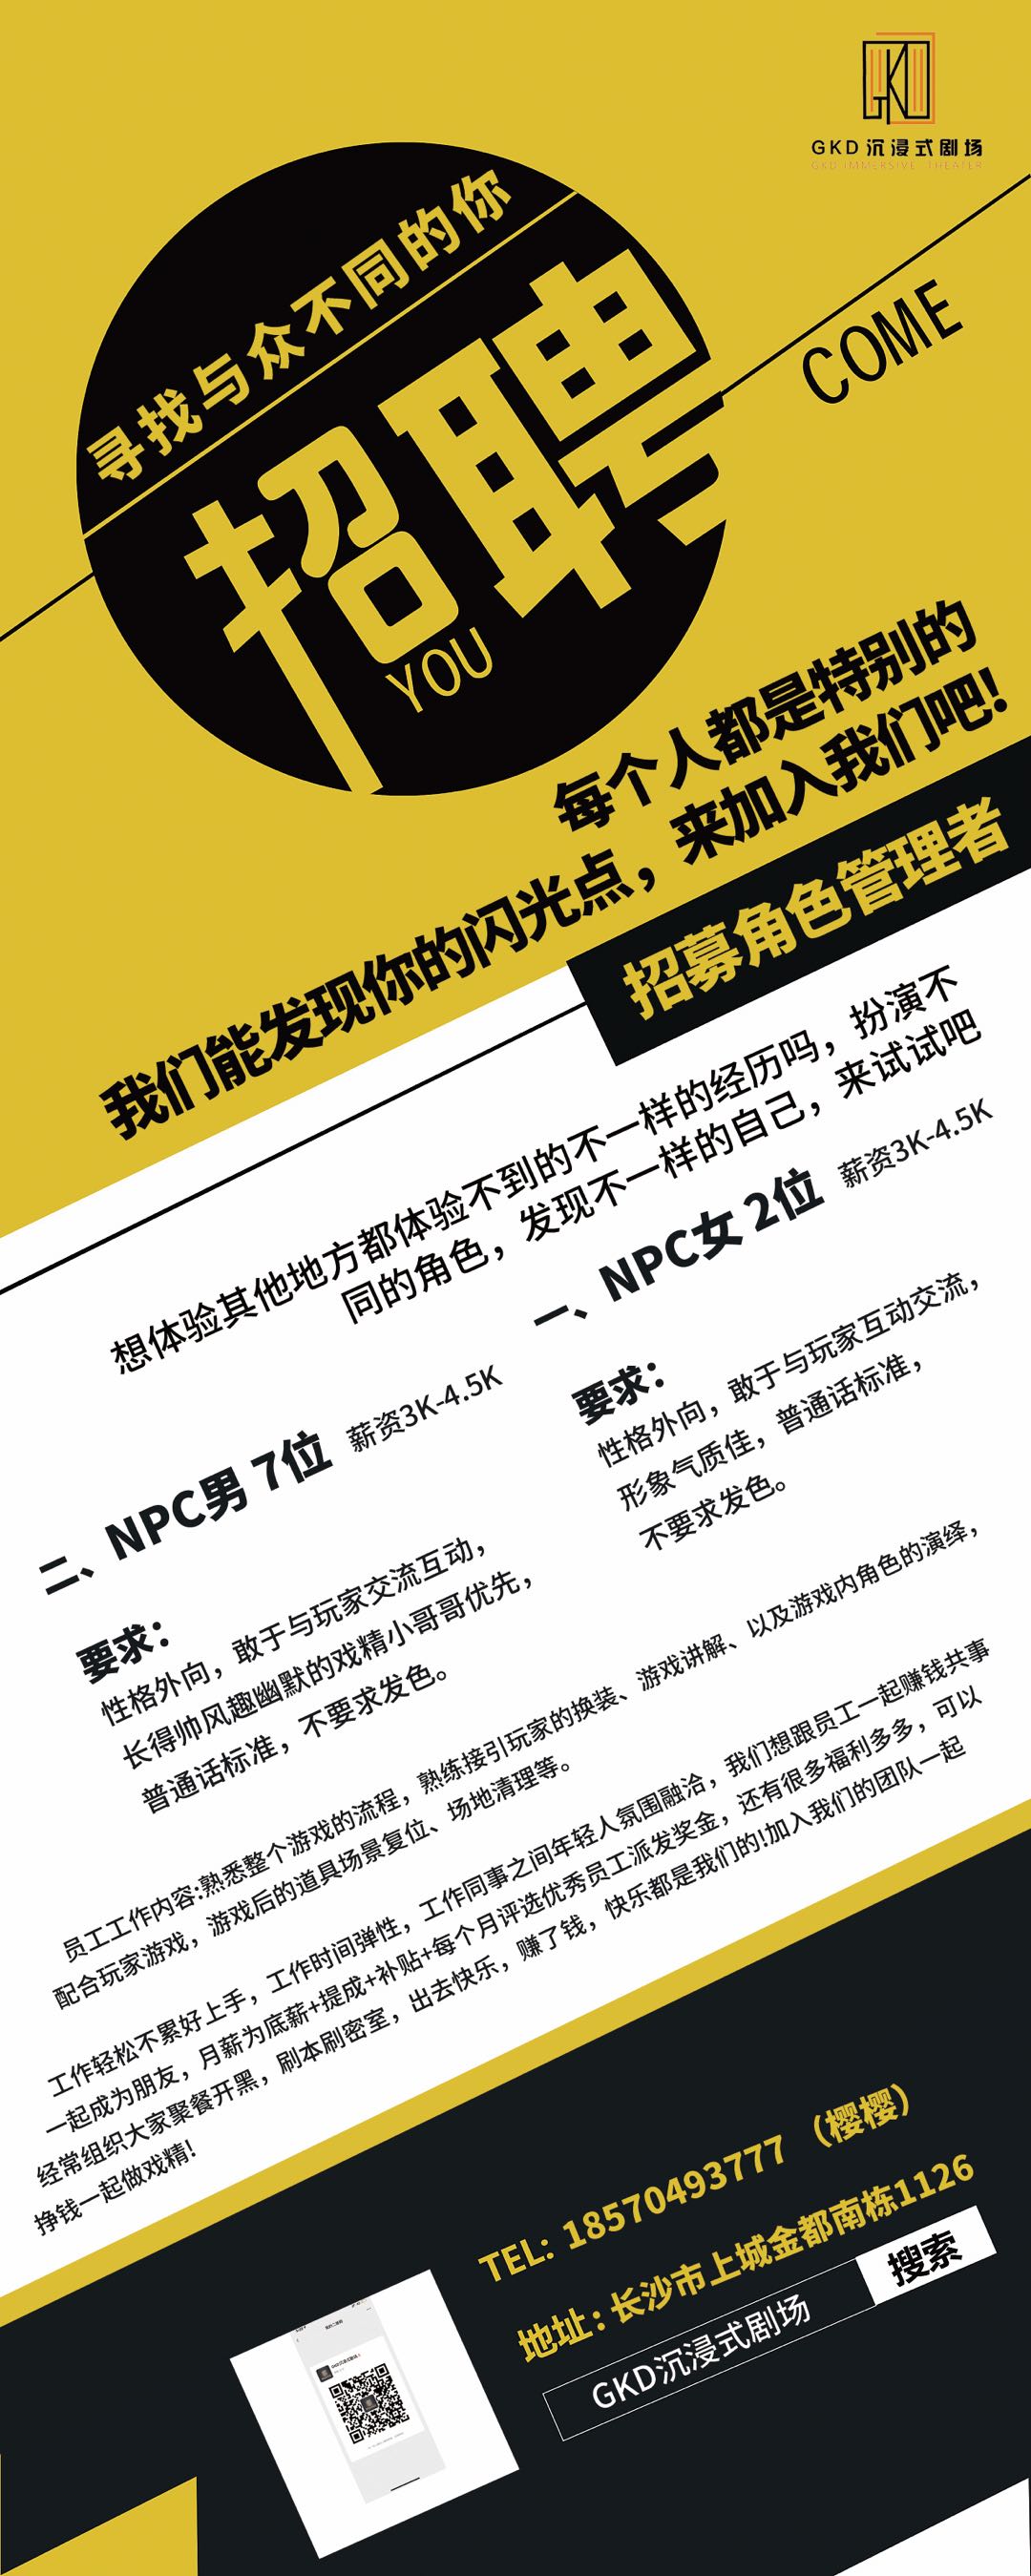 GKD
GKD 沉浸式剧场
GKD IMMERSIVE THEATER
寻找与众不同的你
招聘
COME
YOU
每个人都是特别的
我们能发现你的闪光点，来加入我们吧!
招募角色管理者
想体验其他地方都体验不到的不一样的经历吗，扮演不
同的角色，发现不一样的自己，来试试吧
一、NPC女 2位 薪资3K-4.5K
要求：
性格外向，敢于与玩家互动交流，
形象气质佳，普通话标准，
不要求发色。
二、NPC男 7位 薪资3K-4.5K
要求：
性格外向，敢于与玩家交流互动，
长得帅风趣幽默的戏精小哥哥优先，
普通话标准，不要求发色。
员工工作内容:熟悉整个游戏的流程，熟练接引玩家的换装、游戏讲解、以及游戏内角色的演绎，
配合玩家游戏，游戏后的道具场景复位、场地清理等。
工作轻松不累好上手，工作时间弹性，工作同事之间年轻人氛围融洽，我们想跟员工一起赚钱共事
一起成为朋友，月薪为底薪+提成+补贴+每个月评选优秀员工派发奖金，还有很多福利多多，可以
经常组织大家聚餐开黑，刷本刷密室，出去快乐，赚了钱，快乐都是我们的!加入我们的团队一起
挣钱一起做戏精!
TEL: 18570493777 （樱樱）
地址：长沙市上城金都南栋1126
GKD沉浸式剧场 搜索